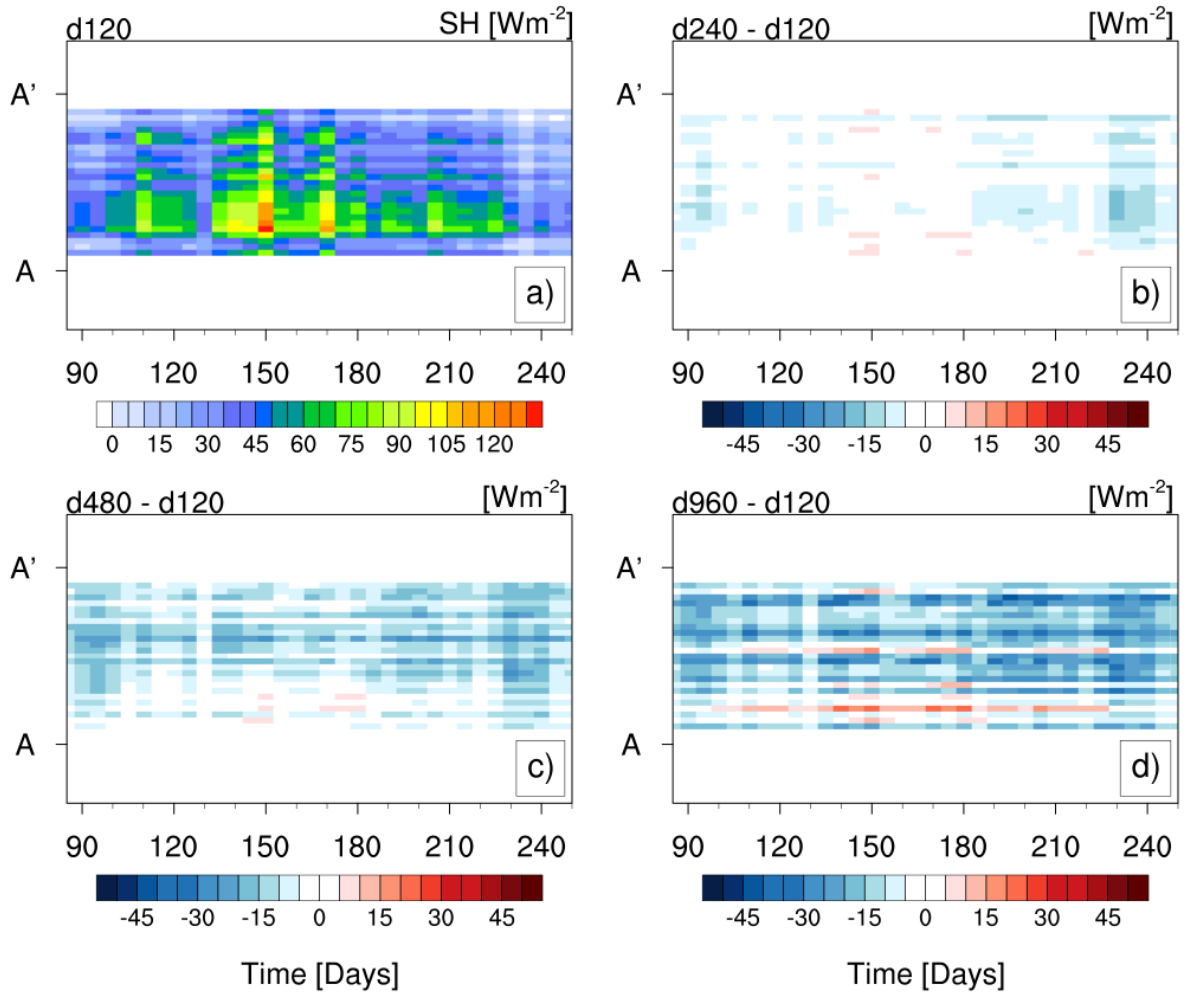 d120 SH [Wm-2]
A'
A
a)
90 120 150 180 210 240
0 15 30 45 60 75 90 105 120
d240 - d120 [Wm-2]
b)
90 120 150 180 210 240
-45 -30 -15 0 15 30 45
d480 - d120 [Wm-2]
A'
A
c)
90 120 150 180 210 240
-45 -30 -15 0 15 30 45
Time [Days]
d960 - d120 [Wm-2]
d)
90 120 150 180 210 240
-45 -30 -15 0 15 30 45
Time [Days]